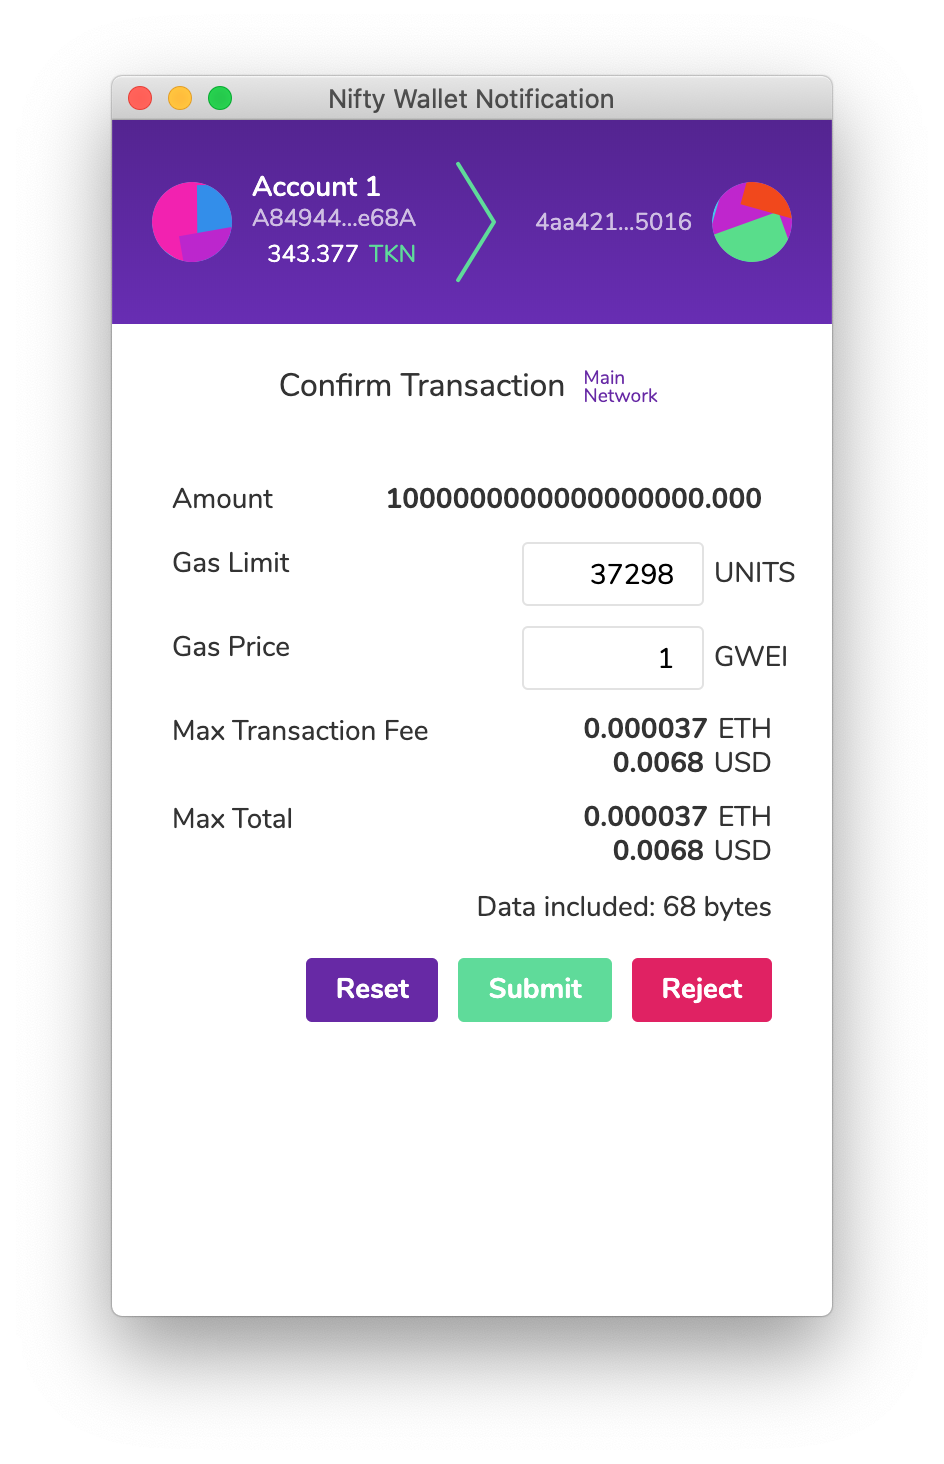 Nifty Wallet Notification
Account 1
A84944...e68A
343.377 TKN
4aa421...5016
Confirm Transaction Main Network
Amount 1000000000000000000.000
Gas Limit 37298 UNITS
Gas Price 1 GWEI
Max Transaction Fee 0.000037 ETH
0.0068 USD
Max Total 0.000037 ETH
0.0068 USD
Data included: 68 bytes
Reset Submit Reject